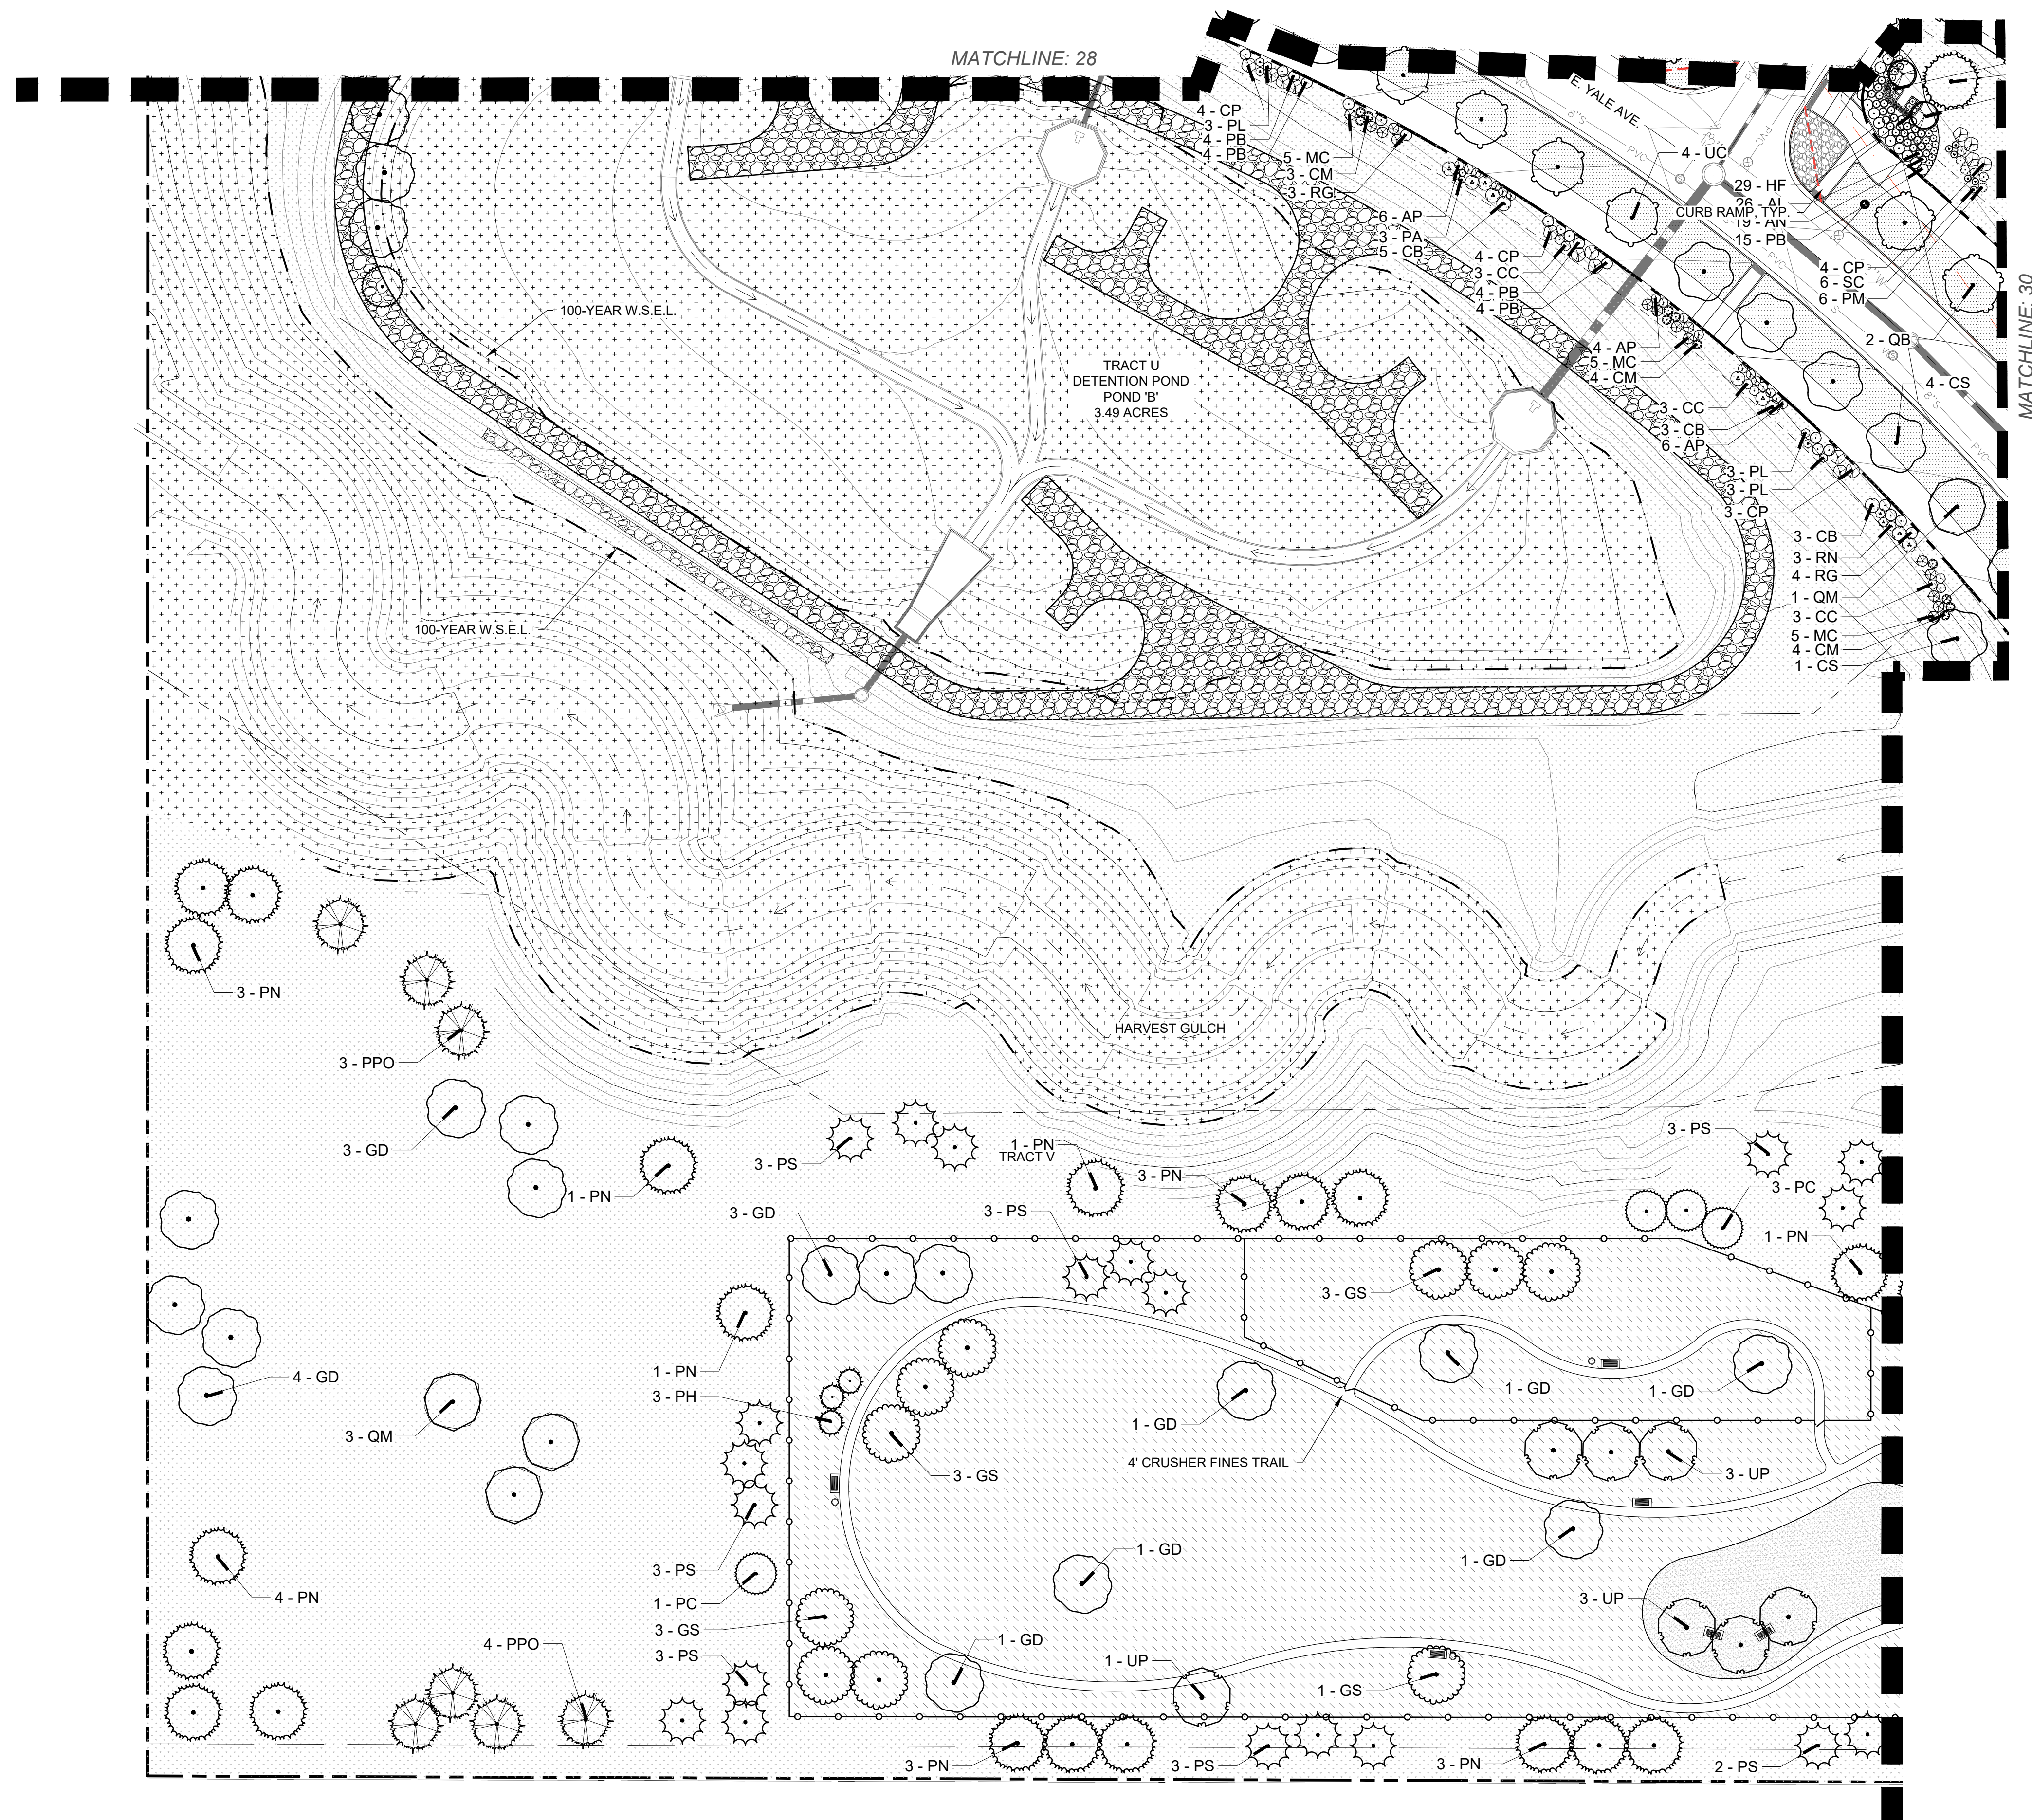 MATCHLINE: 28
E. YALE AVE.
4 - CP
3 - PL
4 - PB
4 - PB
5 - MC
3 - CM
3 - RG
4 - UC
29 - HF
26 - AL
CURB RAMP, TYP.
19 - AN
15 - PB
6 - AP
3 - PA
5 - CB
4 - CP
3 - CC
4 - PB
4 - PB
4 - CP
6 - SC
6 - PM
MATCHLINE: 30
100-YEAR W.S.E.L.
2 - QB
4 - AP
5 - MC
4 - CM
TRACT U
DETENTION POND
POND 'B'
3.49 ACRES
4 - CS
3 - CC
3 - CB
6 - AP
3 - PL
3 - PL
3 - CP
3 - CB
3 - RN
4 - RG
1 - QM
3 - CC
5 - MC
4 - CM
1 - CS
PVC
8"S
T
T
100-YEAR W.S.E.L.
3 - PN
HARVEST GULCH
3 - PPO
3 - GD
1 - PN
3 - PS
1 - PN
TRACT V
3 - PN
3 - PS
3 - PC
3 - GD
3 - PS
1 - PN
3 - GS
1 - PN
4 - GD
3 - PH
1 - GD
1 - GD
1 - GD
3 - QM
3 - GS
4' CRUSHER FINES TRAIL
3 - UP
1 - GD
1 - GD
3 - PS
4 - PN
1 - PC
3 - UP
3 - GS
4 - PPO
3 - PS
1 - GD
1 - UP
1 - GS
3 - PN
3 - PS
3 - PN
2 - PS